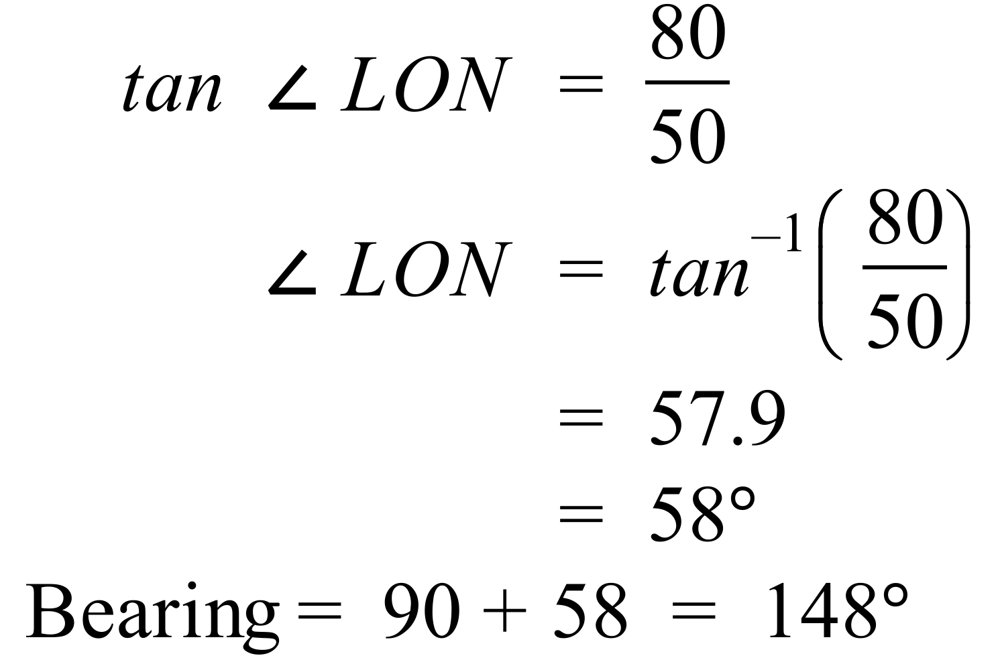 tan ∠ LON = 80/50
∠ LON = tan⁻¹(80/50)
= 57.9
= 58°
Bearing = 90 + 58 = 148°